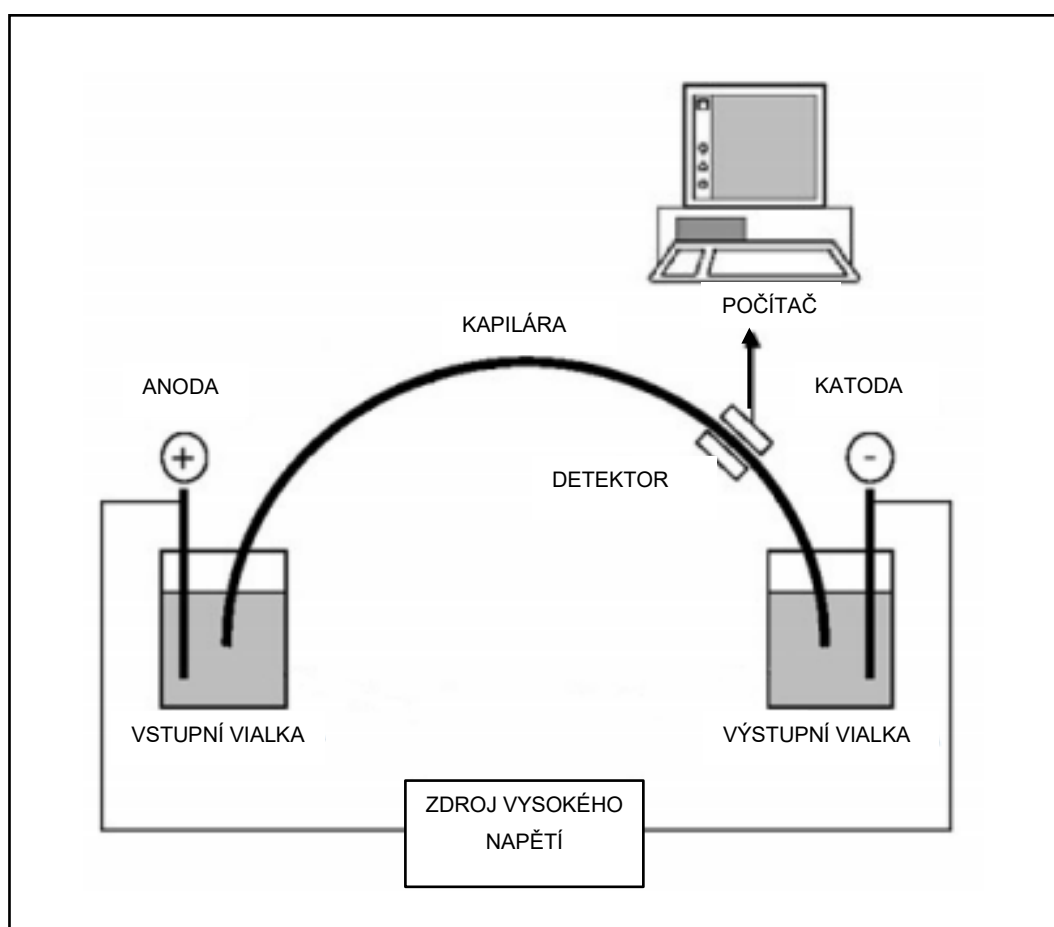 POČÍTAČ
KAPILÁRA
ANODA
KATODA
+
-
DETEKTOR
VSTUPNÍ VIALKA
VÝSTUPNÍ VIALKA
ZDROJ VYSOKÉHO
NAPĚTÍ